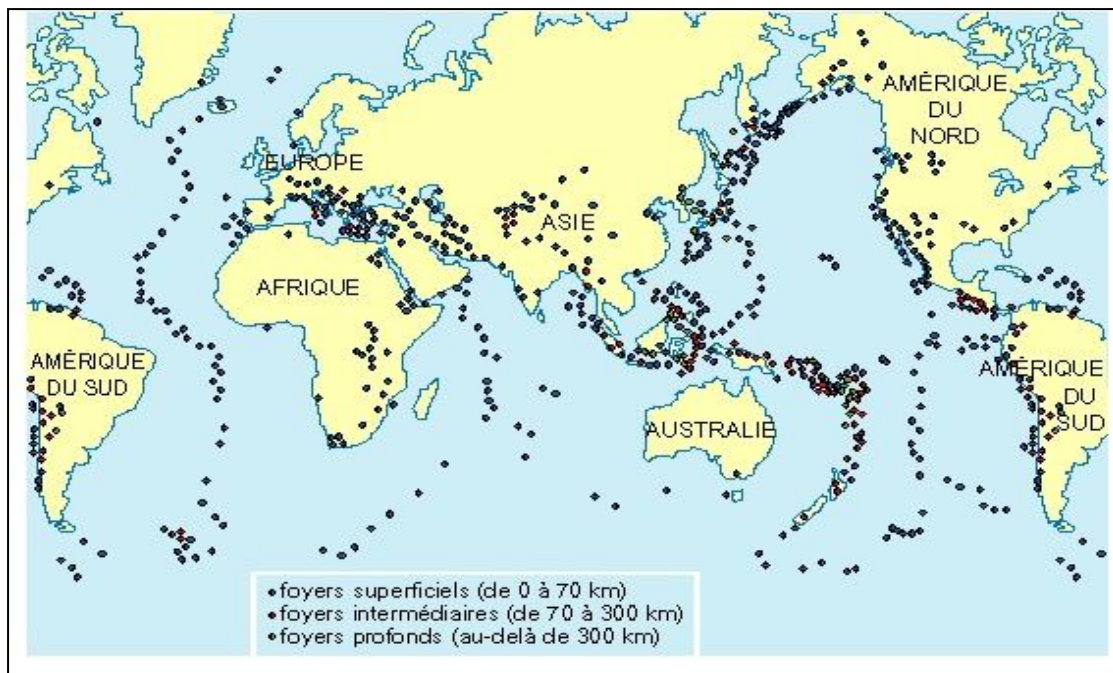 AMÉRIQUE
DU
NORD
EUROPE
ASIE
AFRIQUE
AMÉRIQUE
DU SUD
AMÉRIQUE
DU
SUD
AUSTRALIE
foyers superficiels (de 0 à 70 km)
foyers intermédiaires (de 70 à 300 km)
foyers profonds (au-delà de 300 km)